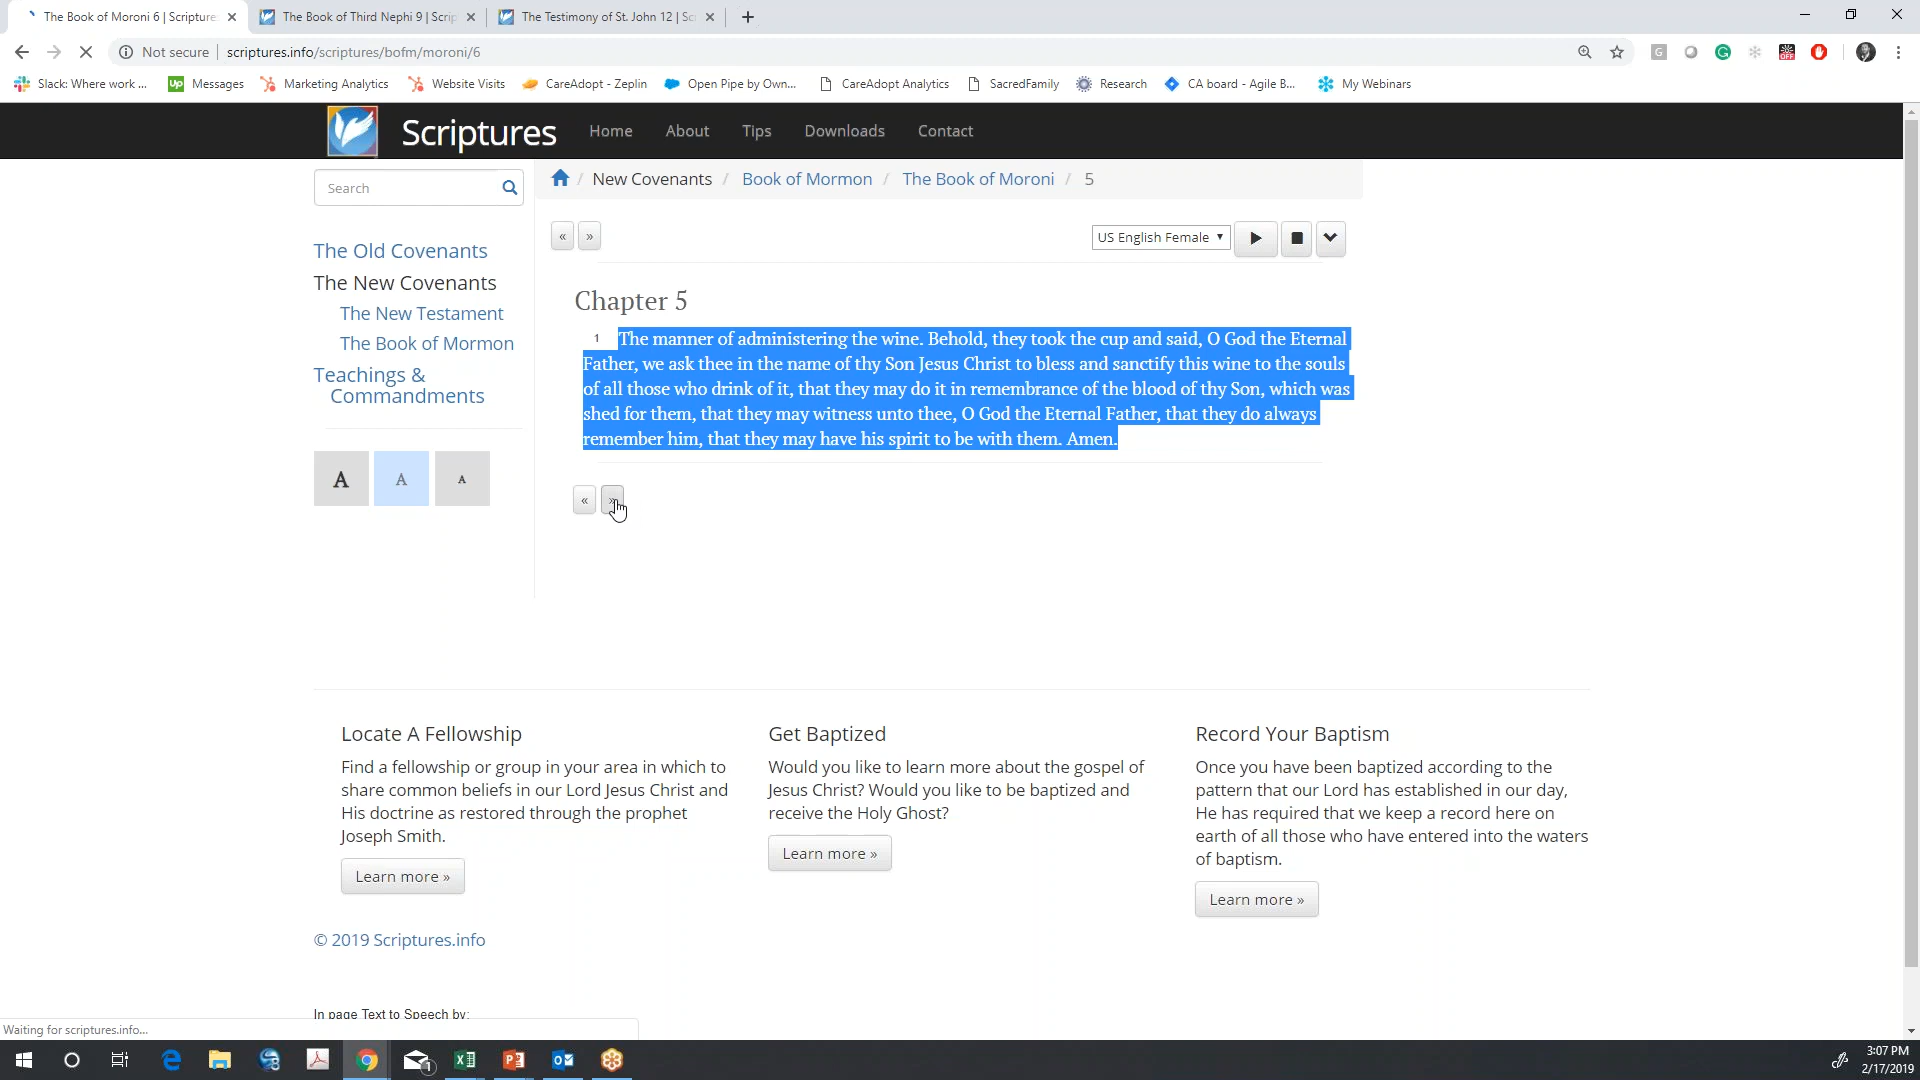 The Book of Moroni 6 | Scripture
The Book of Third Nephi 9 | Scrip
The Testimony of St. John 12 | Sc
Not secure
scriptures.info/scriptures/bofm/moroni/6
Slack: Where work ...
Messages
Marketing Analytics
Website Visits
CareAdopt - Zeplin
Open Pipe by Own...
CareAdopt Analytics
SacredFamily
Research
CA board - Agile B...
My Webinars
Scriptures
Home
About
Tips
Downloads
Contact
Search
/ New Covenants / Book of Mormon / The Book of Moroni / 5
The Old Covenants
The New Covenants
The New Testament
The Book of Mormon
Teachings &
Commandments
A A A
« »
US English Female
Chapter 5
1 The manner of administering the wine. Behold, they took the cup and said, O God the Eternal
Father, we ask thee in the name of thy Son Jesus Christ to bless and sanctify this wine to the souls
of all those who drink of it, that they may do it in remembrance of the blood of thy Son, which was
shed for them, that they may witness unto thee, O God the Eternal Father, that they do always
remember him, that they may have his spirit to be with them. Amen.
« »
Locate A Fellowship
Find a fellowship or group in your area in which to
share common beliefs in our Lord Jesus Christ and
His doctrine as restored through the prophet
Joseph Smith.
Learn more »
Get Baptized
Would you like to learn more about the gospel of
Jesus Christ? Would you like to be baptized and
receive the Holy Ghost?
Learn more »
Record Your Baptism
Once you have been baptized according to the
pattern that our Lord has established in our day,
He has required that we keep a record here on
earth of all those who have entered into the waters
of baptism.
Learn more »
© 2019 Scriptures.info
In page Text to Speech by:
Waiting for scriptures.info...
3:07 PM
2/17/2019